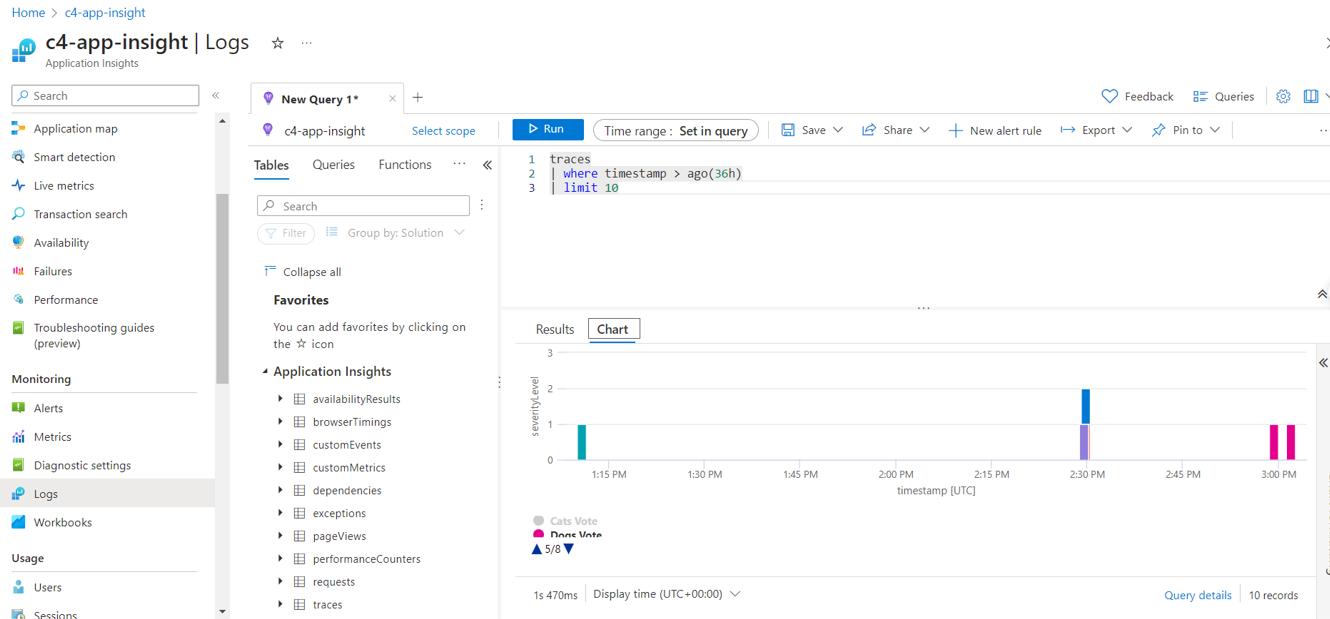 Home > c4-app-insight
c4-app-insight | Logs
Application Insights
Search
Application map
Smart detection
Live metrics
Transaction search
Availability
Failures
Performance
Troubleshooting guides
(preview)
Monitoring
Alerts
Metrics
Diagnostic settings
Logs
Workbooks
Usage
Users
Sessions
New Query 1*
Feedback
Queries
c4-app-insight
Select scope
Run
Time range : Set in query
Save
Share
New alert rule
Export
Pin to
Tables
Queries
Functions
Search
Filter
Group by: Solution
Collapse all
Favorites
You can add favorites by clicking on
the ☆ icon
Application Insights
availabilityResults
browserTimings
customEvents
customMetrics
dependencies
exceptions
pageViews
performanceCounters
requests
traces
1 traces
2 | where timestamp > ago(36h)
3 | limit 10
Results
Chart
3
2
1
0
severityLevel
1:15 PM
1:30 PM
1:45 PM
2:00 PM
2:15 PM
2:30 PM
2:45 PM
3:00 PM
timestamp [UTC]
Cats Vote
Dogs Vote
5/8
1s 470ms
Display time (UTC+00:00)
Query details
10 records